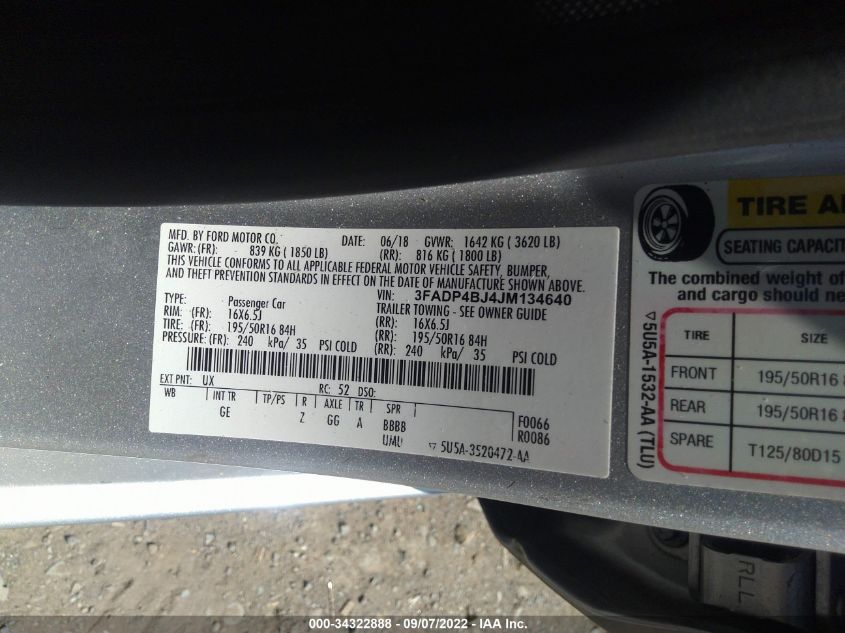 MFD. BY FORD MOTOR CO. DATE: 06/18 GVWR: 1642 KG ( 3620 LB)
GAWR: (FR): 839 KG ( 1850 LB) (RR): 816 KG ( 1800 LB)
THIS VEHICLE CONFORMS TO ALL APPLICABLE FEDERAL MOTOR VEHICLE SAFETY, BUMPER,
AND THEFT PREVENTION STANDARDS IN EFFECT ON THE DATE OF MANUFACTURE SHOWN ABOVE.
VIN: 3FADP4BJ4JM134640
TYPE: Passenger Car TRAILER TOWING - SEE OWNER GUIDE
RIM: (FR): 16X6.5J (RR): 16X6.5J
TIRE: (FR): 195/50R16 84H (RR): 195/50R16 84H
PRESSURE: (FR): 240 kPa/ 35 PSI COLD (RR): 240 kPa/ 35 PSI COLD
EXT PNT: UX RC: 52 DSO:
WB INT TR TP/PS R AXLE TR SPR
GE Z GG A BBBB F0066
UMU R0086
▽ 5U5A-3520472-AA
TIRE
SEATING CAPACIT
The combined weight of
and cargo should ne
▽5U5A-1532-AA (TLU)
TIRE SIZE
FRONT 195/50R16
REAR 195/50R16
SPARE T125/80D15
RLL
000-34322888 - 09/07/2022 - IAA Inc.